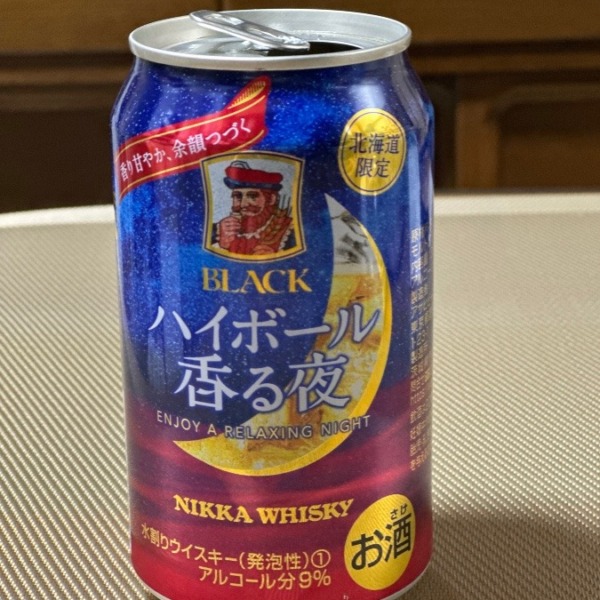 香り甘やか、余韻つづく
北海道
限定
BLACK
ハイボール
香る夜
ENJOY A RELAXING NIGHT
NIKKA WHISKY
水割りウイスキー(発泡性)①
アルコール分9%
さけ
お酒